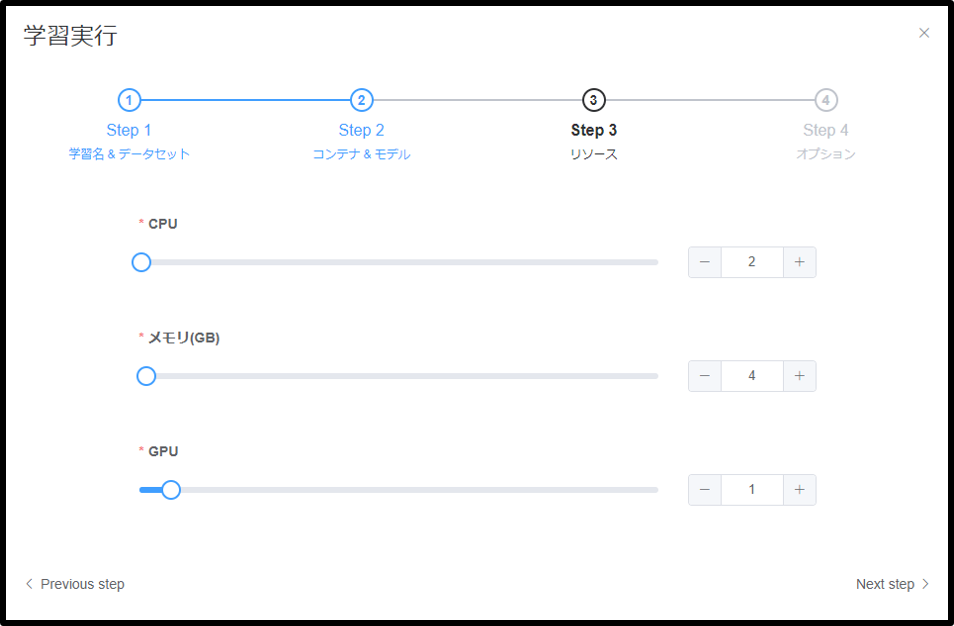 学習実行
1
2
3
4
Step 1
Step 2
Step 3
Step 4
学習名 & データセット
コンテナ & モデル
リソース
オプション
* CPU
2
* メモリ(GB)
4
* GPU
1
Previous step
Next step